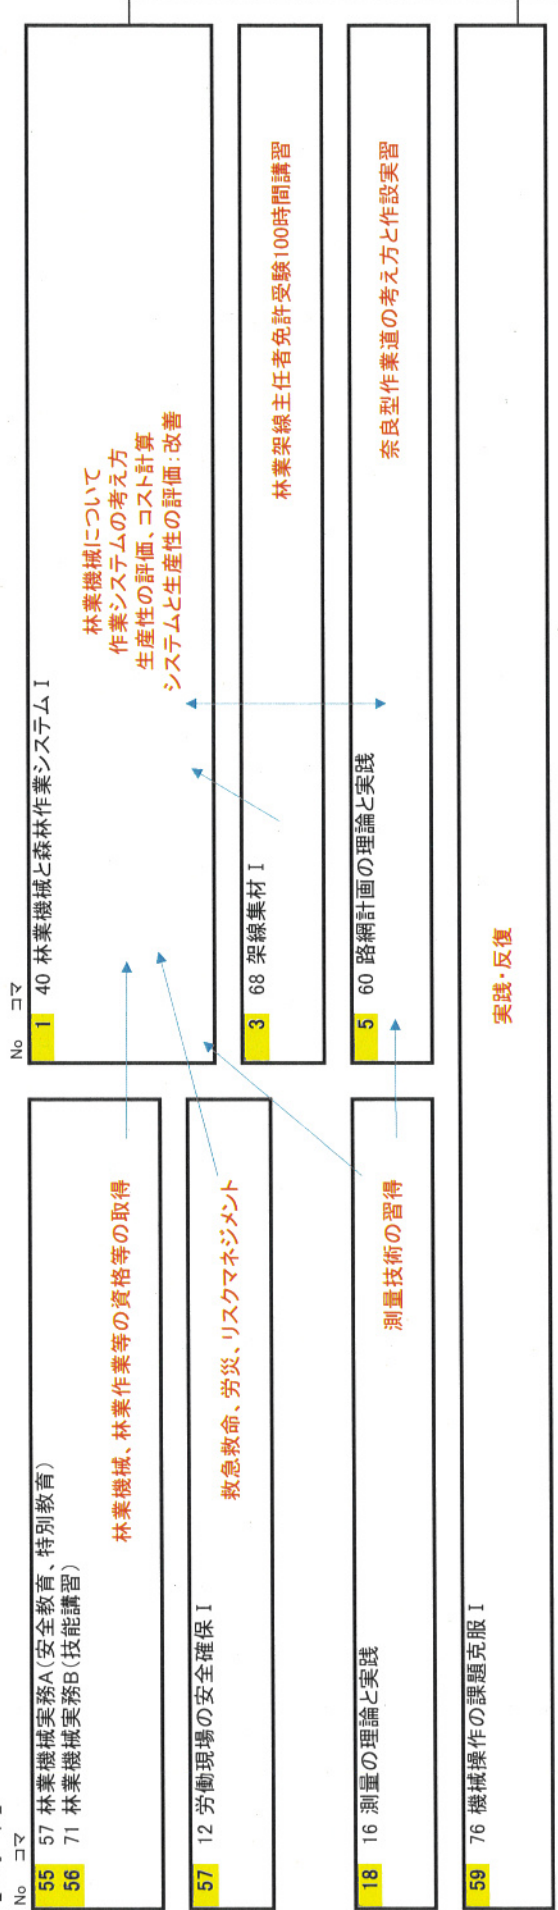 No コマ
55 57 林業機械実務A(安全教育、特別教育)
56 71 林業機械実務B(技能講習)
林業機械、林業作業等の資格等の取得
57 12 労働現場の安全確保Ⅰ
救急救命、労災、リスクマネジメント
18 16 測量の理論と実践
測量技術の習得
59 76 機械操作の課題克服Ⅰ
実践・反復
No コマ
1 40 林業機械と森林作業システムⅠ
林業機械について
作業システムの考え方
生産性の評価、コスト計算
システムと生産性の評価:改善
3 68 架線集材Ⅰ
林業架線主任者免許受験100時間講習
5 60 路網計画の理論と実践
奈良型作業道の考え方と作設実習